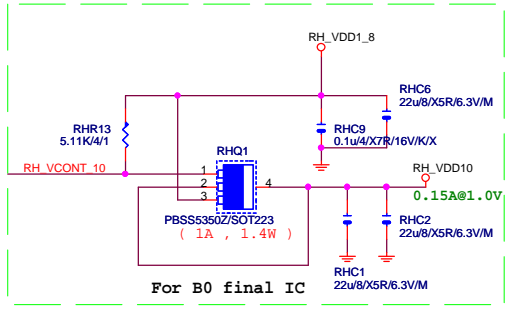 RH_VDD1_8
RHC6
22u/8/X5R/6.3V/M
RHR13
5.11K/4/1
RHC9
0.1u/4/X7R/16V/K/X
RHQ1
RH_VCONT_10
1
2
3
4
RH_VDD10
0.15A@1.0V
PBSS5350Z/SOT223
( 1A , 1.4W )
RHC2
22u/8/X5R/6.3V/M
RHC1
22u/8/X5R/6.3V/M
For B0 final IC